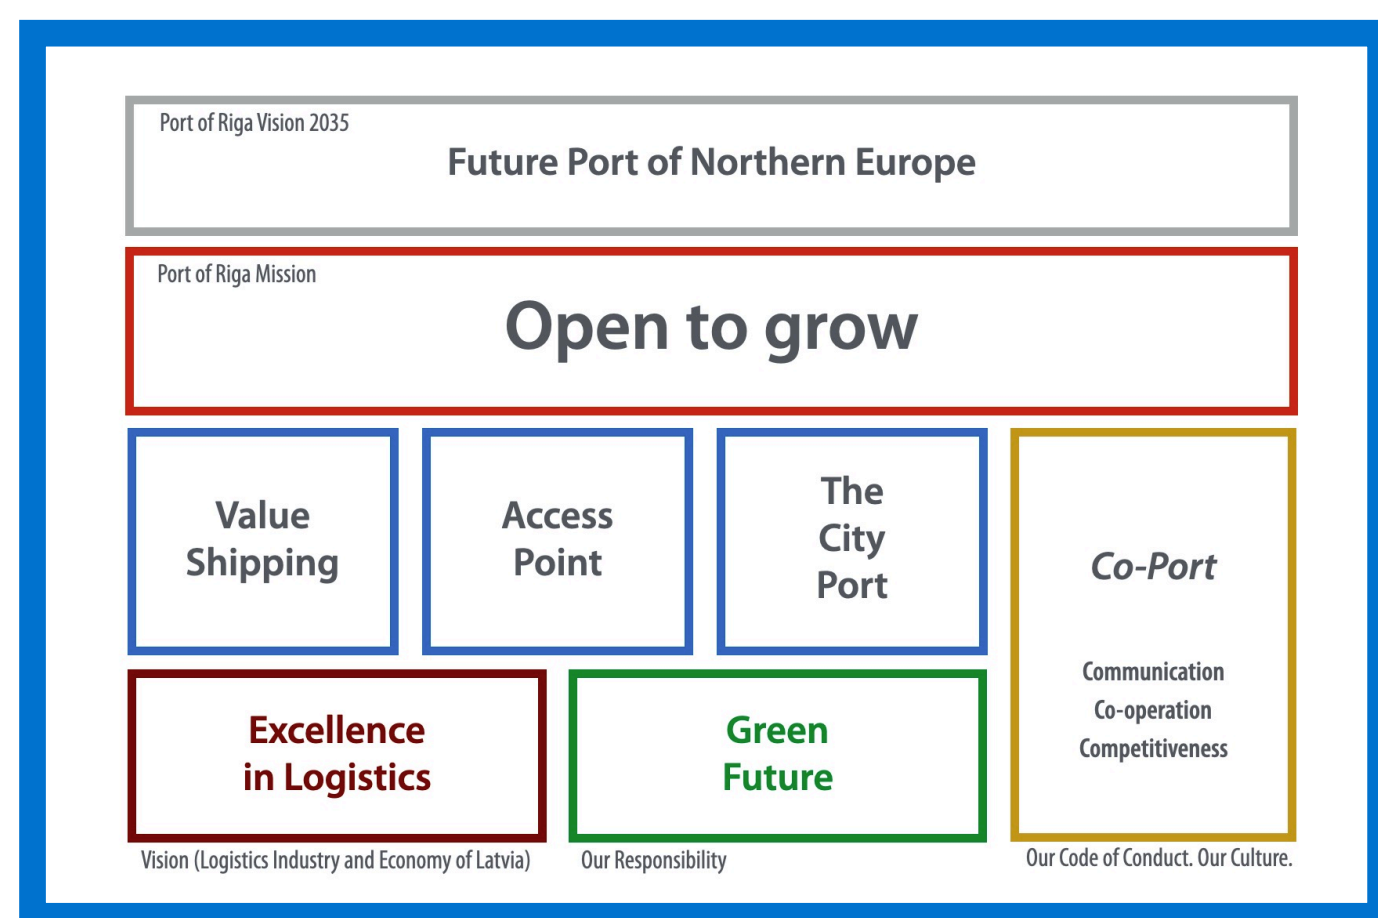 Port of Riga Vision 2035
Future Port of Northern Europe
Port of Riga Mission
Open to grow
Value
Shipping
Access
Point
The
City
Port
Co-Port
Communication
Co-operation
Competitiveness
Excellence
in Logistics
Green
Future
Vision (Logistics Industry and Economy of Latvia)
Our Responsibility
Our Code of Conduct. Our Culture.